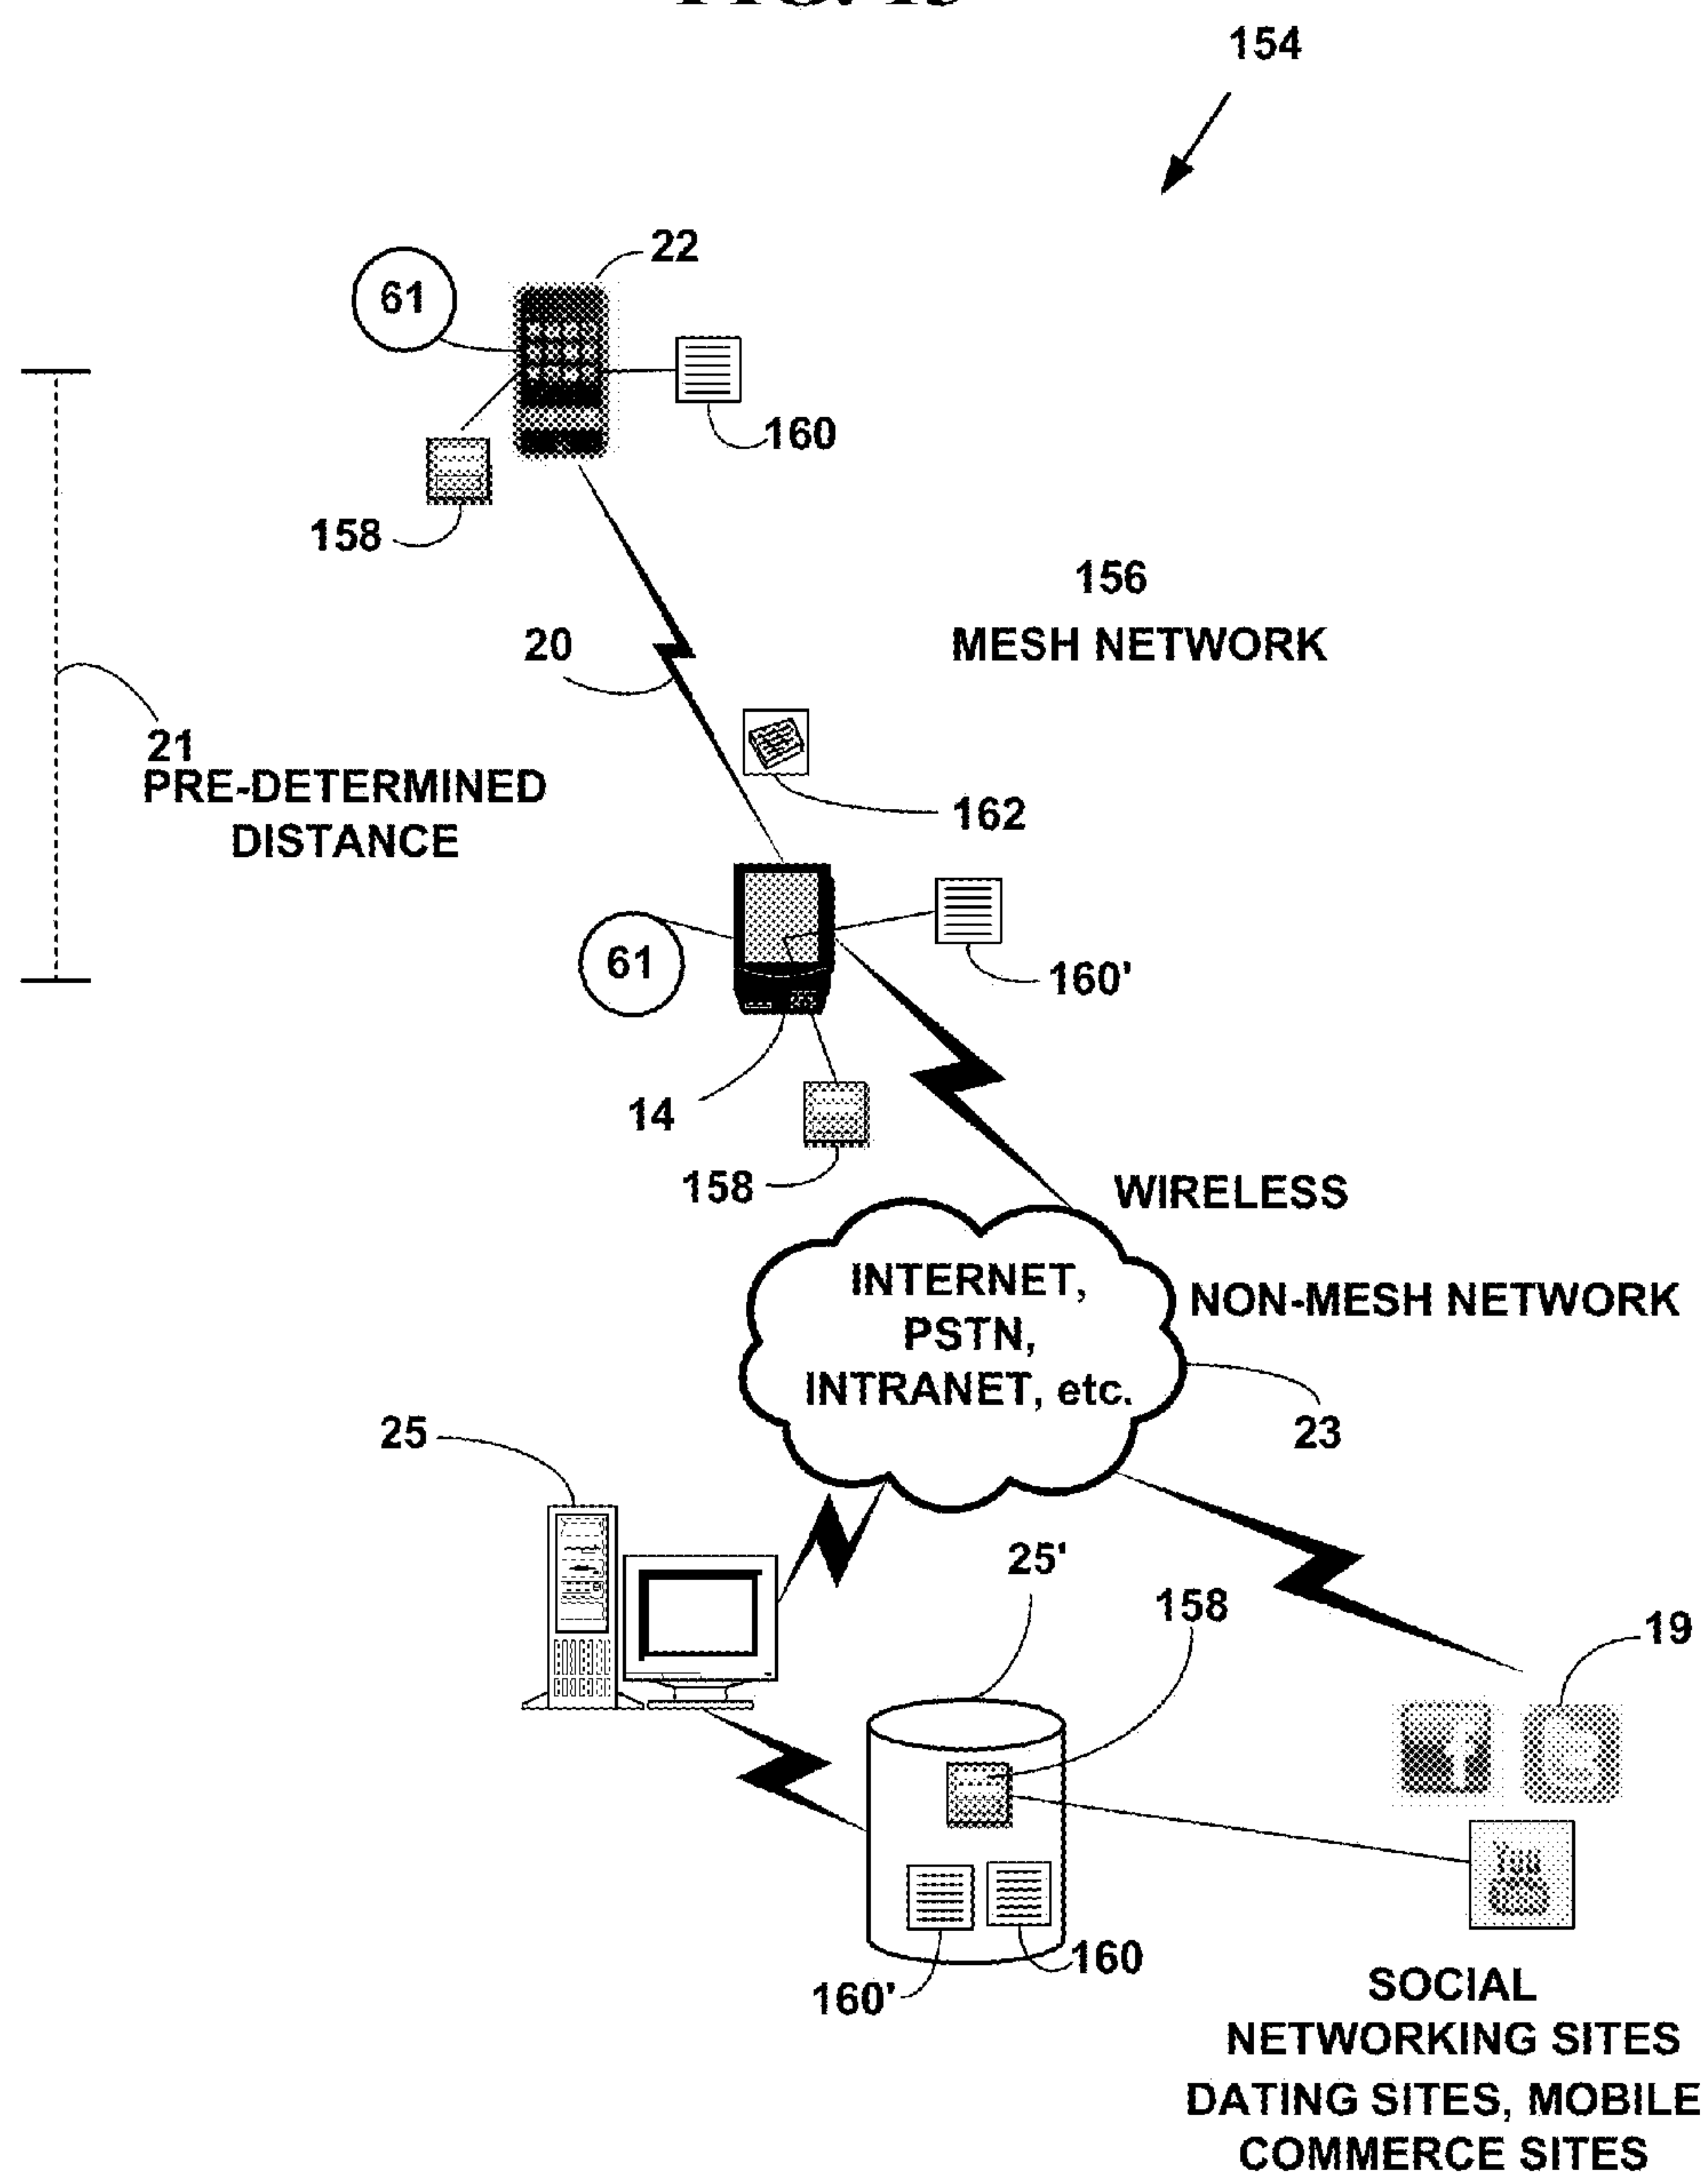 154
22
61
160
158
156
MESH NETWORK
20
21
PRE-DETERMINED
DISTANCE
162
61
160'
14
158
WIRELESS
INTERNET,
PSTN,
INTRANET, etc.
NON-MESH NETWORK
23
25
25'
158
19
f
160
160'
SOCIAL
NETWORKING SITES
DATING SITES, MOBILE
COMMERCE SITES